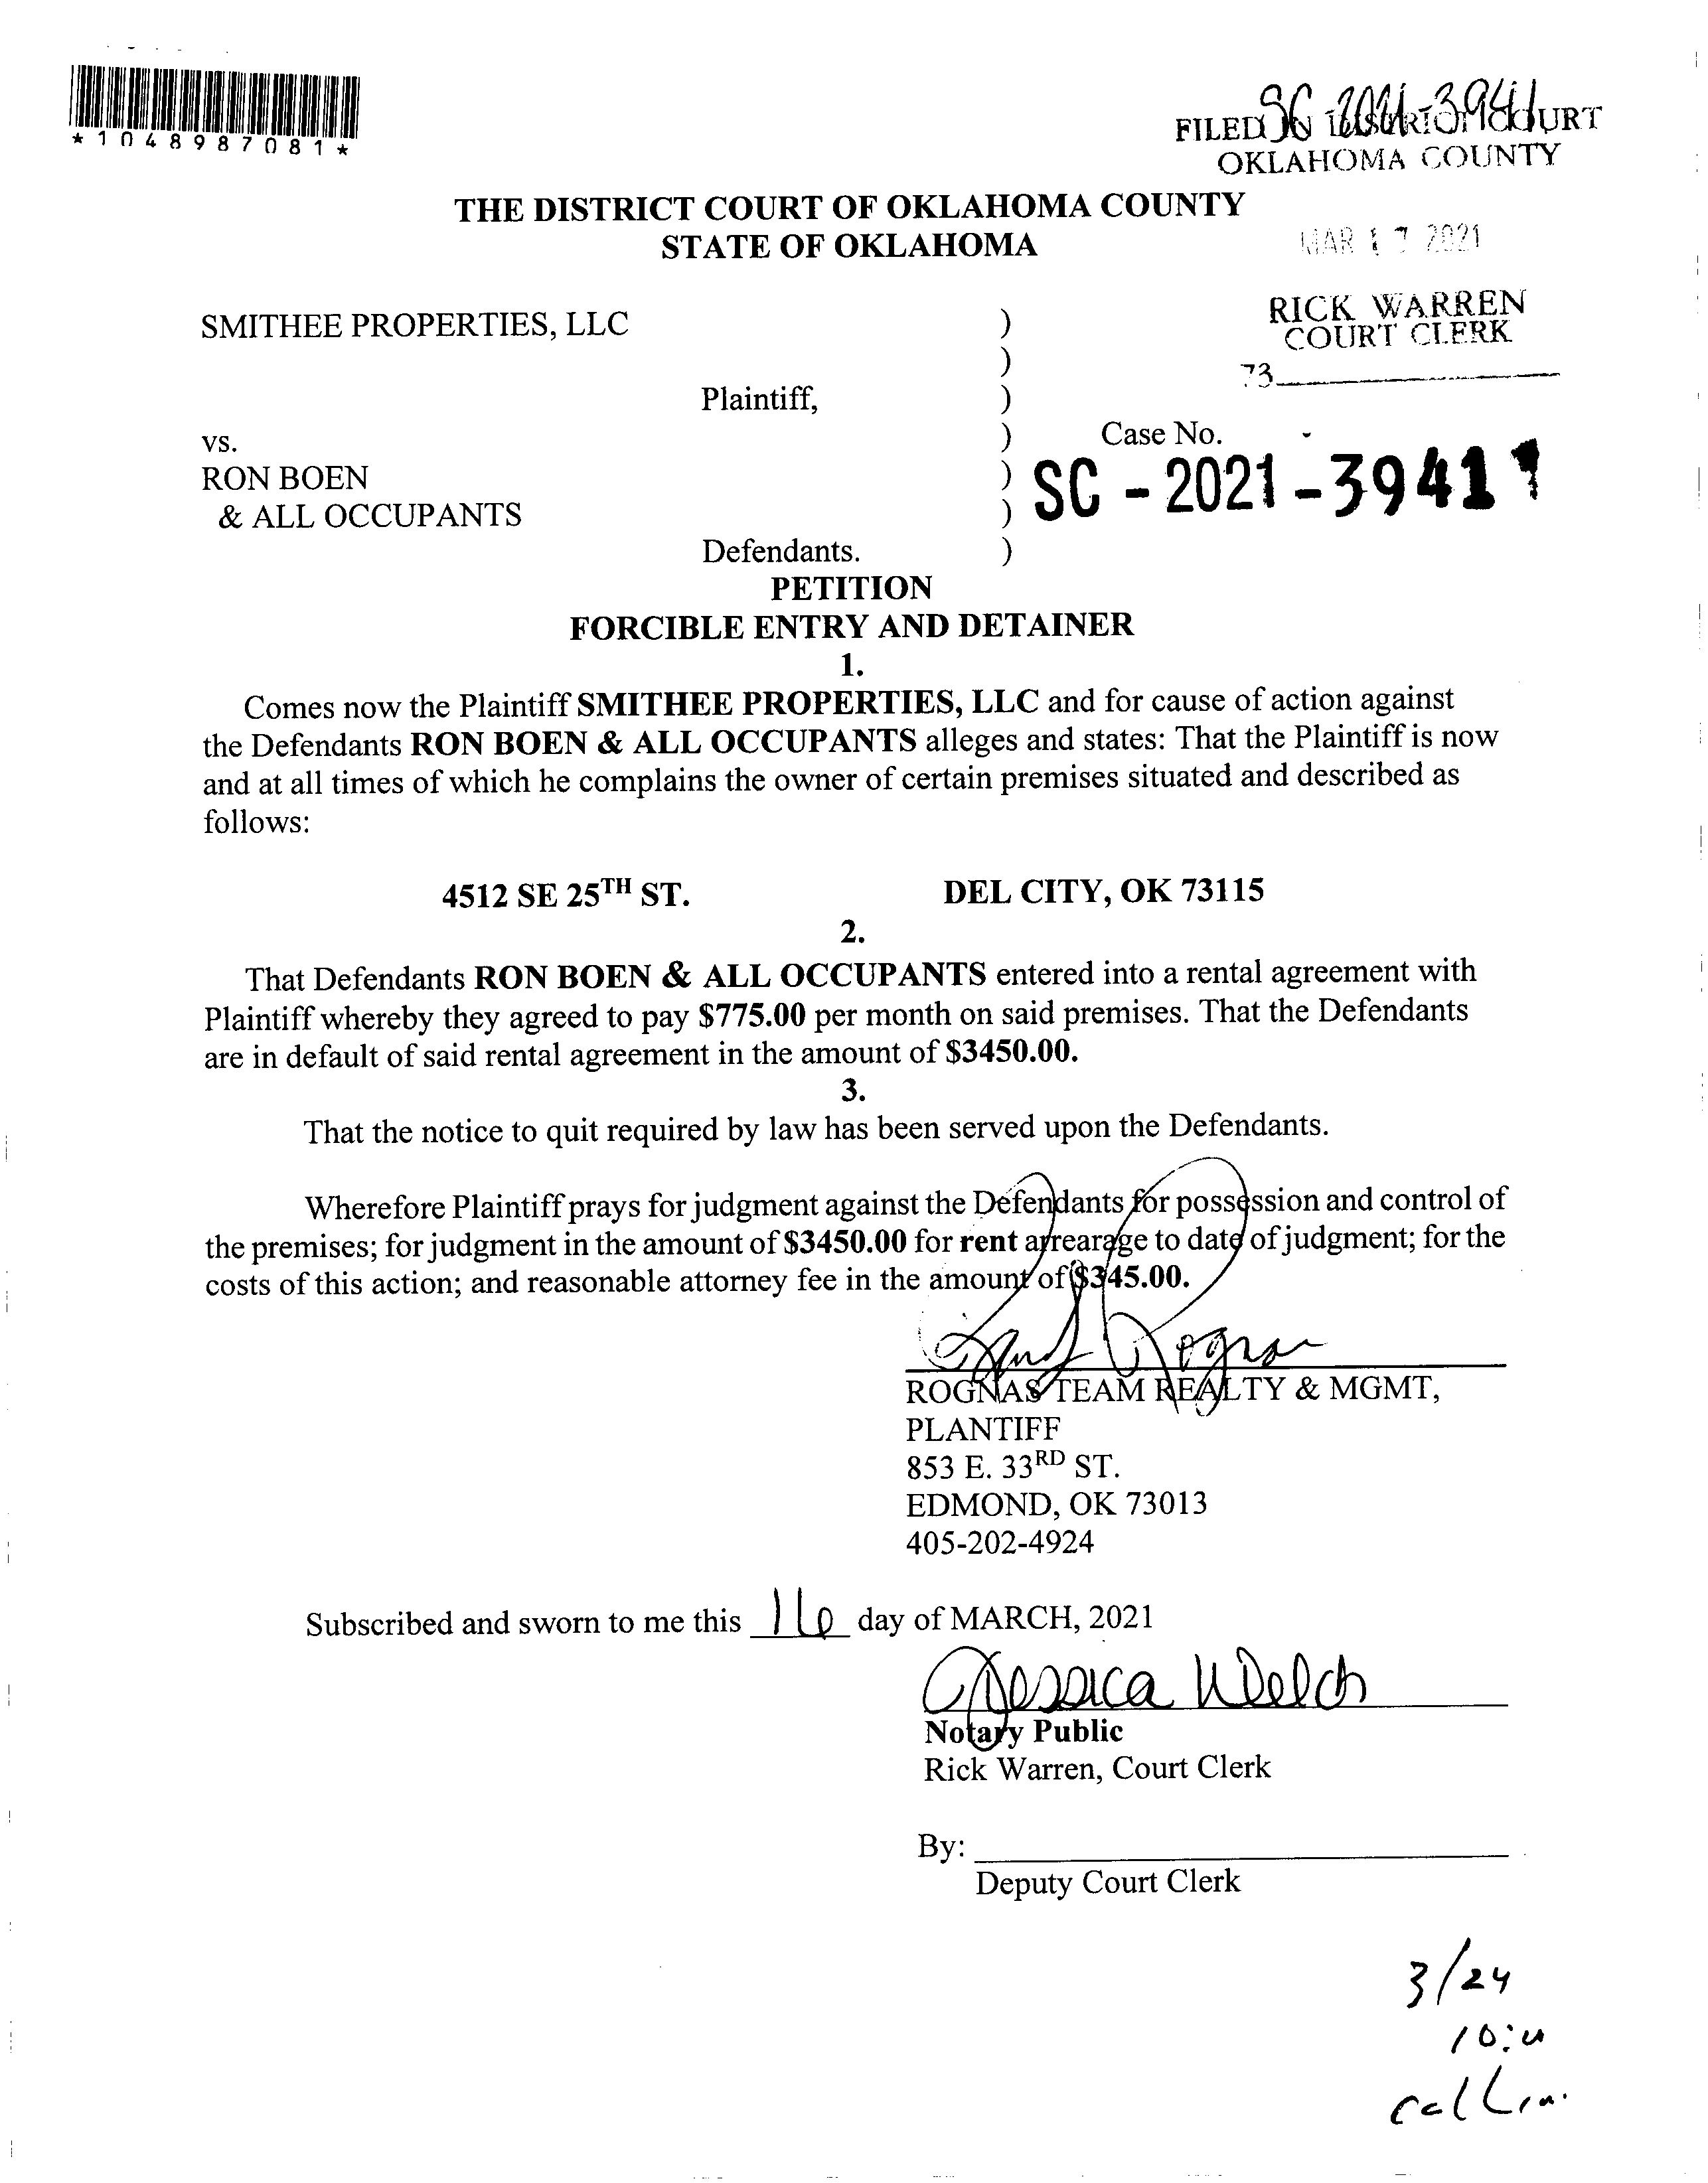 *1048987081*
SC-2021-3941
FILED IN DISTRICT COURT
OKLAHOMA COUNTY
THE DISTRICT COURT OF OKLAHOMA COUNTY
STATE OF OKLAHOMA
MAR 17 2021
RICK WARREN
COURT CLERK
73
SMITHEE PROPERTIES, LLC )
)
Plaintiff, )
vs. ) Case No.
RON BOEN ) SC - 2021 - 3941
& ALL OCCUPANTS )
Defendants. )
PETITION
FORCIBLE ENTRY AND DETAINER
1.
Comes now the Plaintiff SMITHEE PROPERTIES, LLC and for cause of action against
the Defendants RON BOEN & ALL OCCUPANTS alleges and states: That the Plaintiff is now
and at all times of which he complains the owner of certain premises situated and described as
follows:
4512 SE 25TH ST. DEL CITY, OK 73115
2.
That Defendants RON BOEN & ALL OCCUPANTS entered into a rental agreement with
Plaintiff whereby they agreed to pay $775.00 per month on said premises. That the Defendants
are in default of said rental agreement in the amount of $3450.00.
3.
That the notice to quit required by law has been served upon the Defendants.
Wherefore Plaintiff prays for judgment against the Defendants for possession and control of
the premises; for judgment in the amount of $3450.00 for rent arrearage to date of judgment; for the
costs of this action; and reasonable attorney fee in the amount of $345.00.
ROGNAS TEAM REALTY & MGMT,
PLANTIFF
853 E. 33RD ST.
EDMOND, OK 73013
405-202-4924
Subscribed and sworn to me this 16 day of MARCH, 2021
Jessica Welch
Notary Public
Rick Warren, Court Clerk
By:
Deputy Court Clerk
3/24